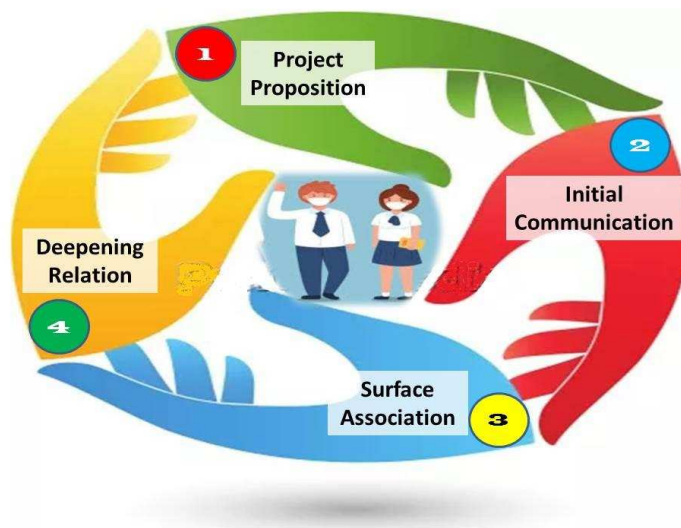 1
Project
Proposition
2
Initial
Communication
3
Surface
Association
4
Deepening
Relation